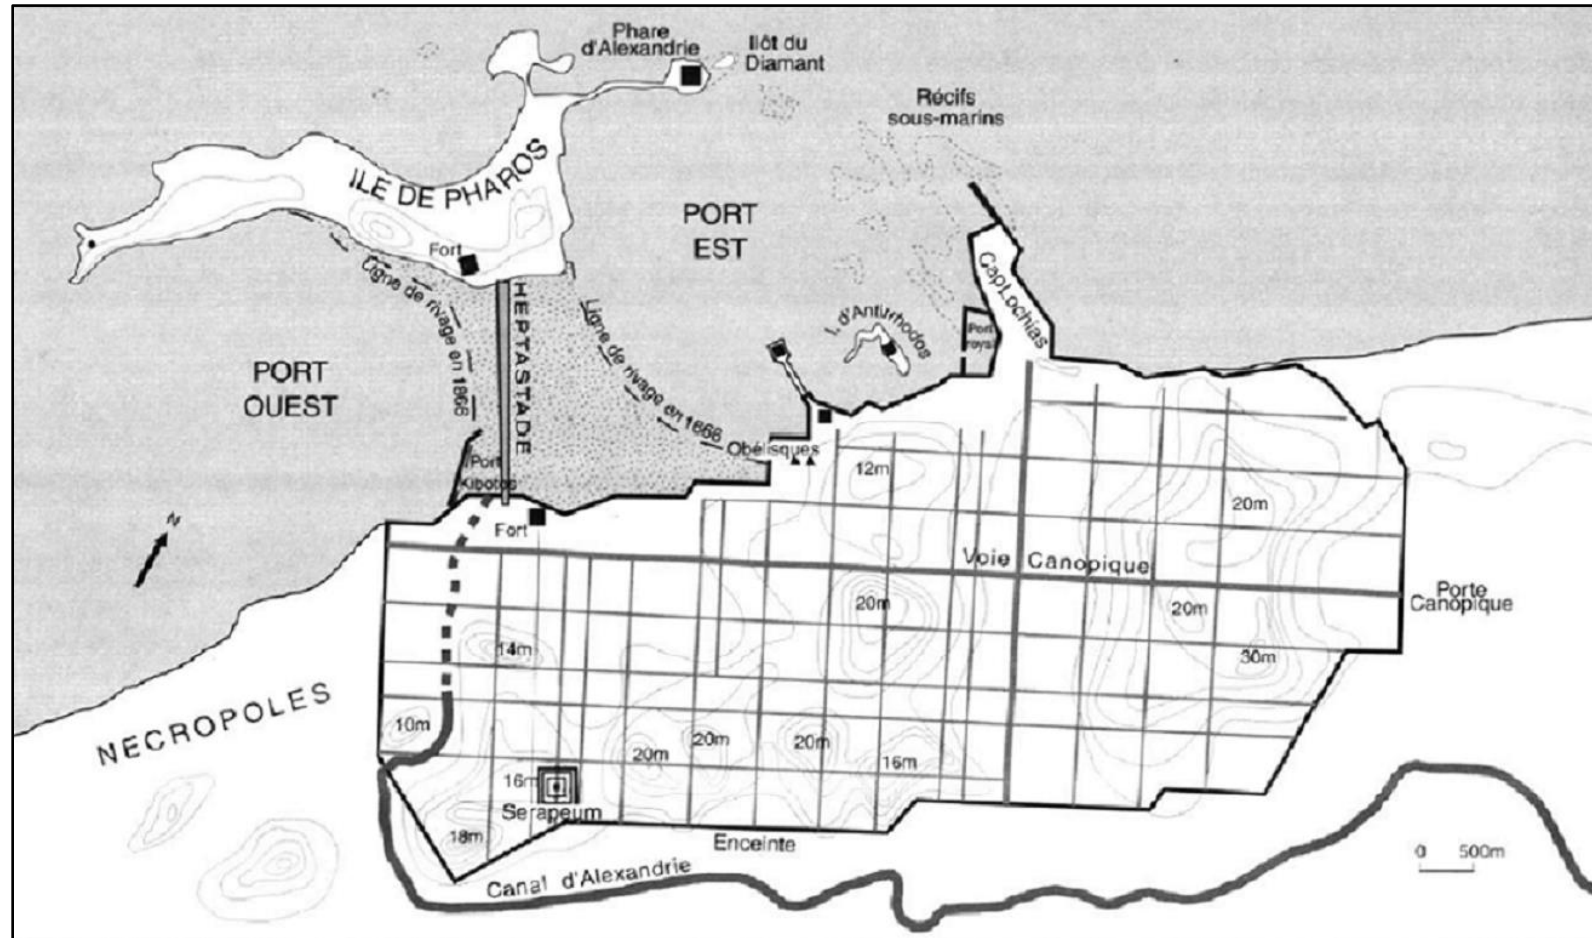 Phare
d'Alexandrie
Ilôt du
Diamant
Récifs
sous-marins
ILE DE PHAROS
PORT
EST
Fort
Ligne de rivage en 1866
HEPTASTADE
Ligne de rivage en 1866
Cap Lochias
I. d'Antirrhodos
Port
royal
PORT
OUEST
Obélisques
Port
Kibotos
12m
20m
N
Fort
Voie Canopique
Porte
Canopique
20m
20m
14m
30m
NECROPOLES
10m
20m
20m
20m
16m
16m
Serapeum
18m
Enceinte
Canal d'Alexandrie
0 500m